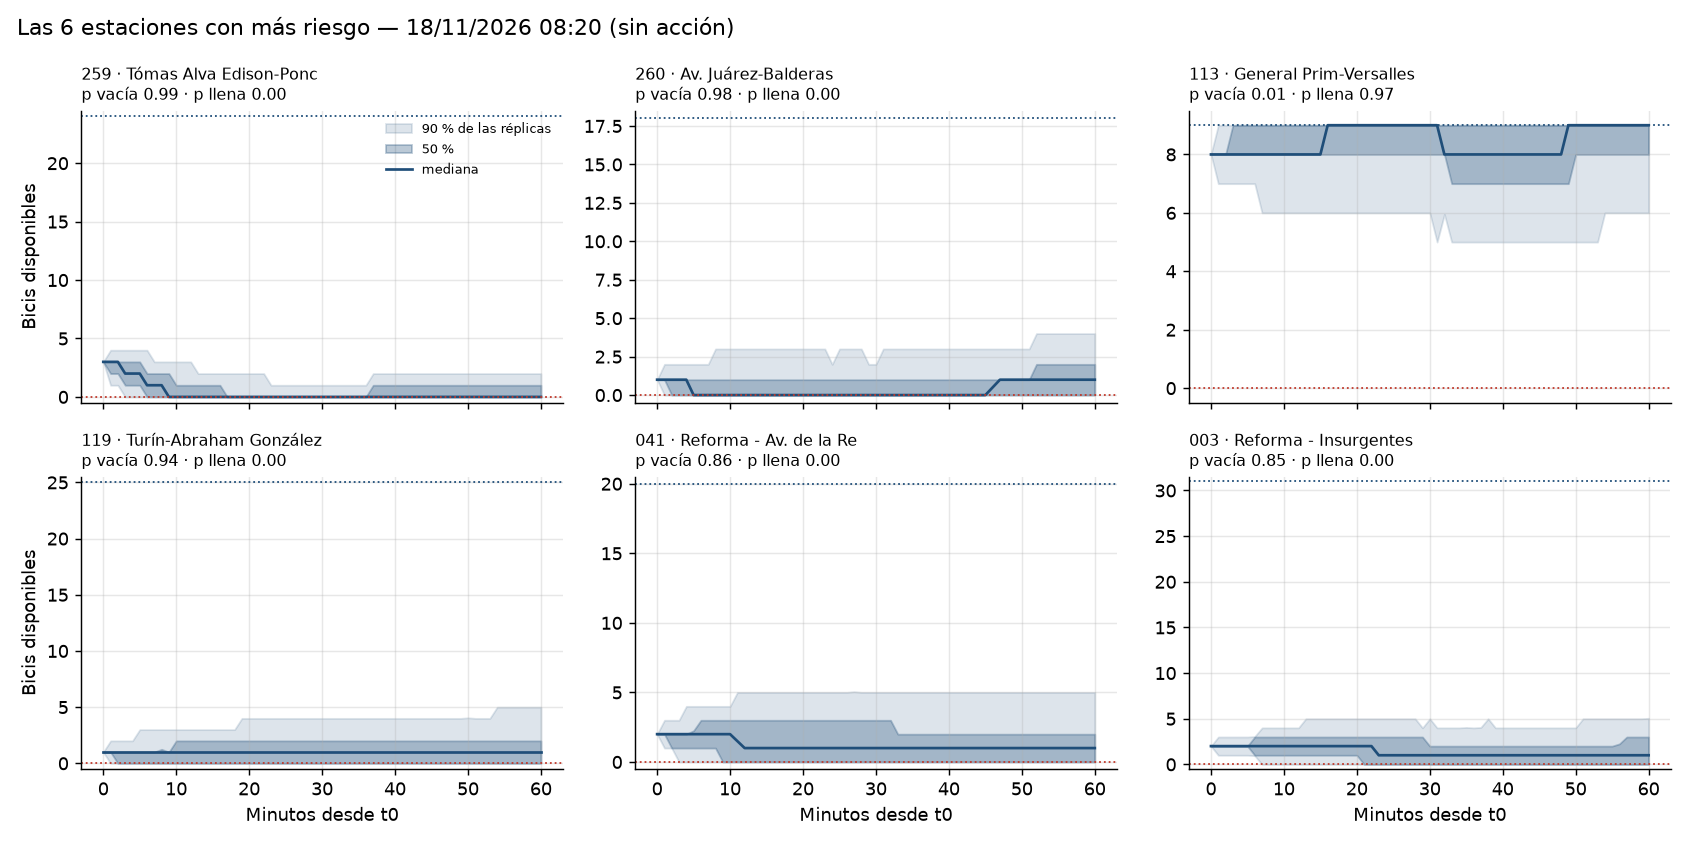 Las 6 estaciones con más riesgo — 18/11/2026 08:20 (sin acción)
259 · Tómas Alva Edison-Ponc
p vacía 0.99 · p llena 0.00
90 % de las réplicas
50 %
mediana
Bicis disponibles
20
15
10
5
0
260 · Av. Juárez-Balderas
p vacía 0.98 · p llena 0.00
17.5
15.0
12.5
10.0
7.5
5.0
2.5
0.0
113 · General Prim-Versalles
p vacía 0.01 · p llena 0.97
8
6
4
2
0
119 · Turín-Abraham González
p vacía 0.94 · p llena 0.00
Bicis disponibles
25
20
15
10
5
0
0 10 20 30 40 50 60
Minutos desde t0
041 · Reforma - Av. de la Re
p vacía 0.86 · p llena 0.00
20
15
10
5
0
0 10 20 30 40 50 60
Minutos desde t0
003 · Reforma - Insurgentes
p vacía 0.85 · p llena 0.00
30
25
20
15
10
5
0
0 10 20 30 40 50 60
Minutos desde t0